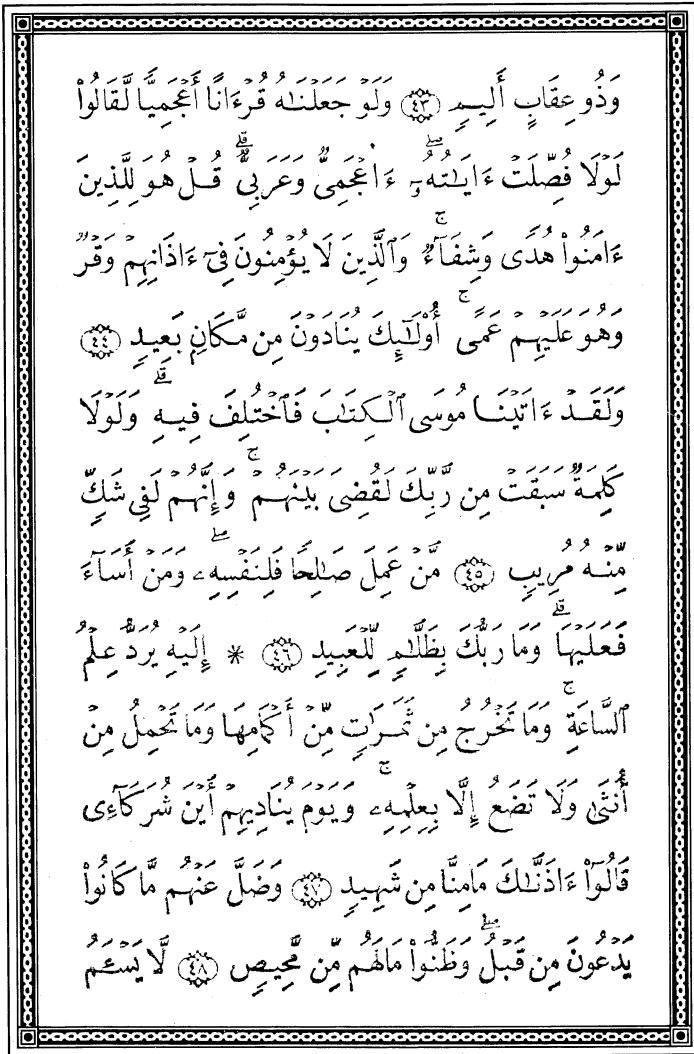 وَذُو عِقَابٍ أَلِيمٍ ﴿٤٣﴾ وَلَوۡ جَعَلۡنَٰهُ قُرۡءَانًا أَعۡجَمِيّٗا لَّقَالُواْ
لَوۡلَا فُصِّلَتۡ ءَايَٰتُهُۥٓۖ ءَا۬عۡجَمِيّٞ وَعَرَبِيّٞۗ قُلۡ هُوَ لِلَّذِينَ
ءَامَنُواْ هُدٗى وَشِفَآءٞۚ وَٱلَّذِينَ لَا يُؤۡمِنُونَ فِيٓ ءَاذَانِهِمۡ وَقۡرٞ
وَهُوَ عَلَيۡهِمۡ عَمًىۚ أُوْلَٰٓئِكَ يُنَادَوۡنَ مِن مَّكَانِۭ بَعِيدٖ ﴿٤٤﴾
وَلَقَدۡ ءَاتَيۡنَا مُوسَى ٱلۡكِتَٰبَ فَٱخۡتُلِفَ فِيهِۗ وَلَوۡلَا
كَلِمَةٞ سَبَقَتۡ مِن رَّبِّكَ لَقُضِيَ بَيۡنَهُمۡۚ وَإِنَّهُمۡ لَفِي شَكّٖ
مِّنۡهُ مُرِيبٖ ﴿٤٥﴾ مَّنۡ عَمِلَ صَٰلِحٗا فَلِنَفۡسِهِۦۖ وَمَنۡ أَسَآءَ
فَعَلَيۡهَاۗ وَمَا رَبُّكَ بِظَلَّٰمٖ لِّلۡعَبِيدِ ﴿٤٦﴾ * إِلَيۡهِ يُرَدُّ عِلۡمُ
ٱلسَّاعَةِۚ وَمَا تَخۡرُجُ مِن ثَمَرَٰتٖ مِّنۡ أَكۡمَامِهَا وَمَا تَحۡمِلُ مِنۡ
أُنثَىٰ وَلَا تَضَعُ إِلَّا بِعِلۡمِهِۦۚ وَيَوۡمَ يُنَادِيهِمۡ أَيۡنَ شُرَكَآءِي
قَالُوٓاْ ءَاذَنَّٰكَ مَا مِنَّا مِن شَهِيدٖ ﴿٤٧﴾ وَضَلَّ عَنۡهُم مَّا كَانُواْ
يَدۡعُونَ مِن قَبۡلُۖ وَظَنُّواْ مَا لَهُم مِّن مَّحِيصٖ ﴿٤٨﴾ لَّا يَسۡـَٔمُ